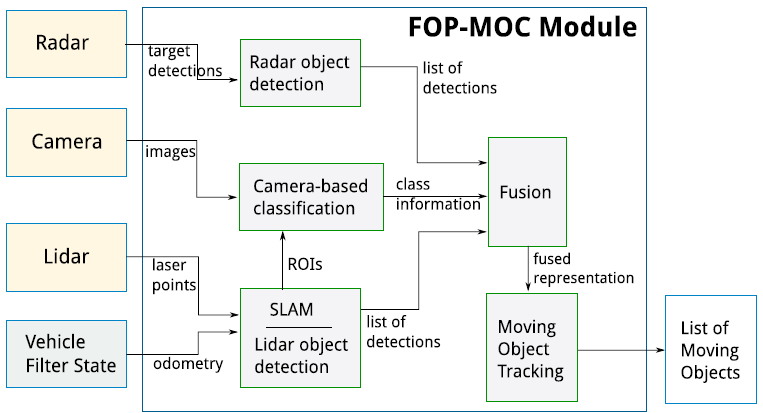 FOP-MOC Module
Radar
target
detections
Radar object
detection
list of
detections
Camera
images
Camera-based
classification
class
information
Fusion
Lidar
laser
points
ROIs
fused
representation
SLAM
Lidar object
detection
list of
detections
Vehicle
Filter State
odometry
Moving
Object
Tracking
List of
Moving
Objects